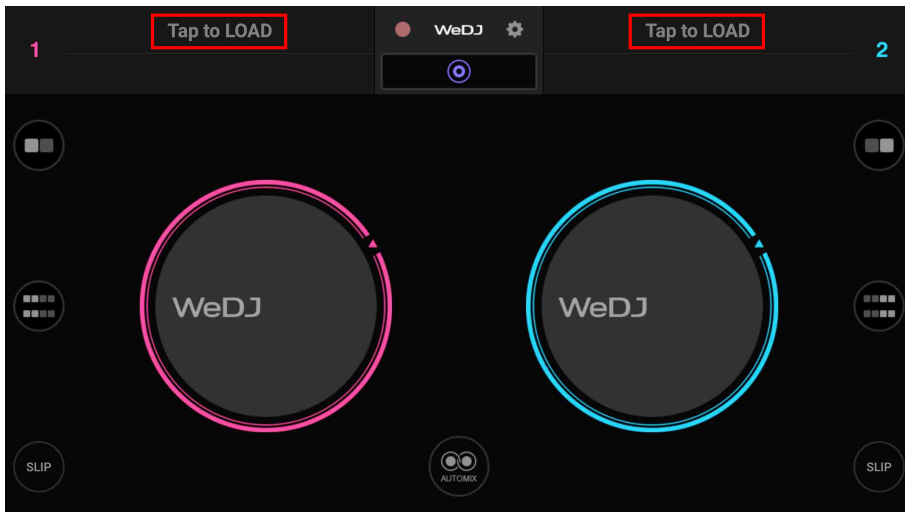 1
Tap to LOAD
WeDJ
Tap to LOAD
2
WeDJ
WeDJ
SLIP
AUTOMIX
SLIP